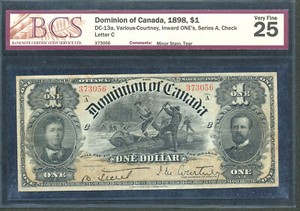 BCS
BANKNOTE CERTIFICATION SERVICE LTD.
Dominion of Canada, 1898, $1
DC-13a, Various-Courtney, Inward ONE's, Series A, Check
Letter C
373056
Comments: Minor Stain, Tear
Very Fine
25
373056
373056
A
A
Dominion of Canada
ONE DOLLAR
ONE
ONE